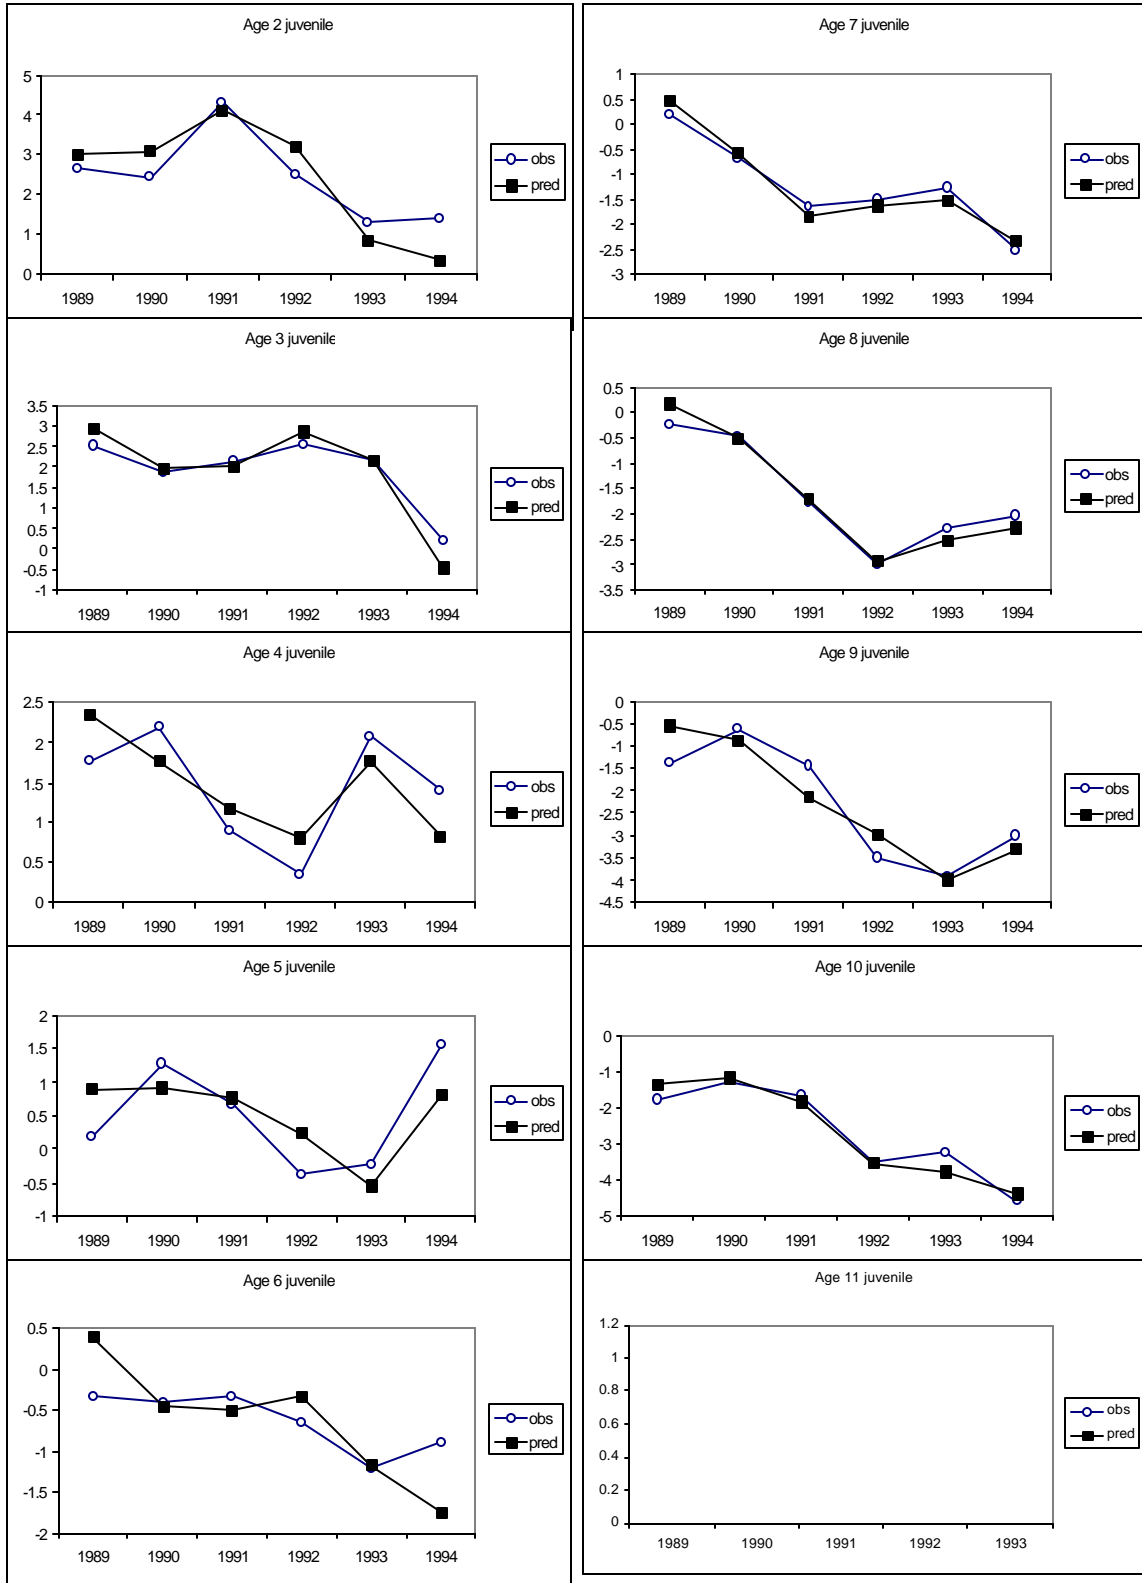 Age 2 juvenile
5
4
3
2
1
0
1989 1990 1991 1992 1993 1994
obs
pred
Age 3 juvenile
3.5
3
2.5
2
1.5
1
0.5
0
-0.5
-1
1989 1990 1991 1992 1993 1994
obs
pred
Age 4 juvenile
2.5
2
1.5
1
0.5
0
1989 1990 1991 1992 1993 1994
obs
pred
Age 5 juvenile
2
1.5
1
0.5
0
-0.5
-1
1989 1990 1991 1992 1993 1994
obs
pred
Age 6 juvenile
0.5
0
-0.5
-1
-1.5
-2
1989 1990 1991 1992 1993 1994
obs
pred
Age 7 juvenile
1
0.5
0
-0.5
-1
-1.5
-2
-2.5
-3
1989 1990 1991 1992 1993 1994
obs
pred
Age 8 juvenile
0.5
0
-0.5
-1
-1.5
-2
-2.5
-3
-3.5
1989 1990 1991 1992 1993 1994
obs
pred
Age 9 juvenile
0
-0.5
-1
-1.5
-2
-2.5
-3
-3.5
-4
-4.5
1989 1990 1991 1992 1993 1994
obs
pred
Age 10 juvenile
0
-1
-2
-3
-4
-5
1989 1990 1991 1992 1993 1994
obs
pred
Age 11 juvenile
1.2
1
0.8
0.6
0.4
0.2
0
1989 1990 1991 1992 1993
obs
pred